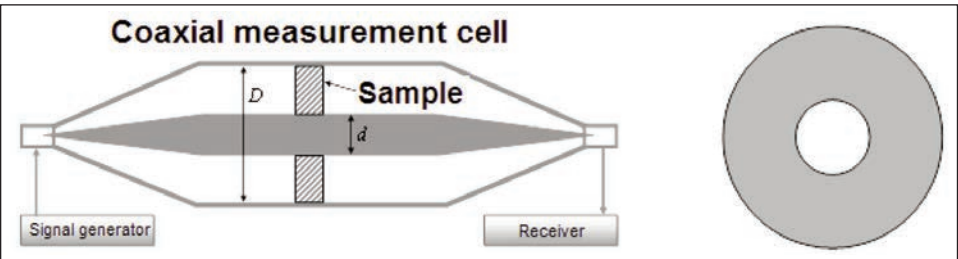 Coaxial measurement cell
D
Sample
d
Signal generator
Receiver